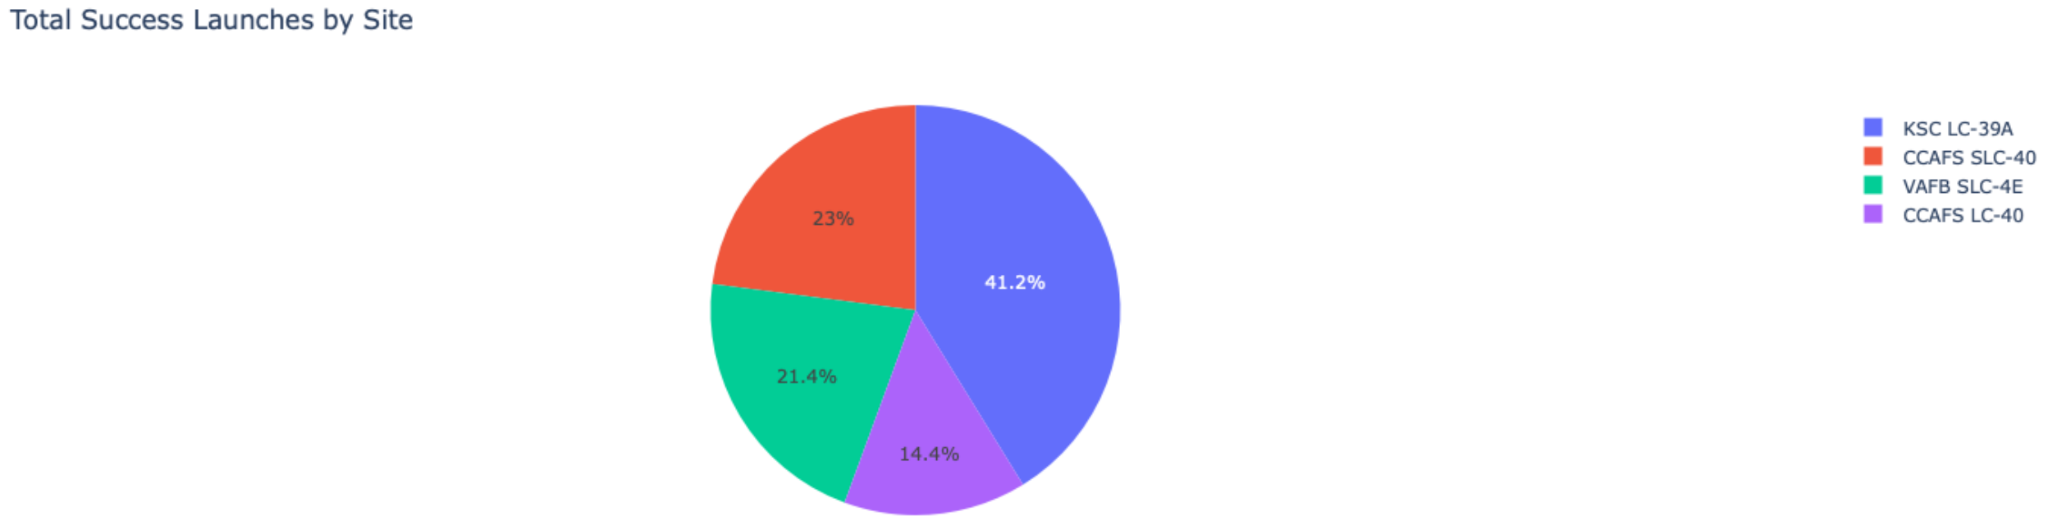 Total Success Launches by Site
KSC LC-39A
CCAFS SLC-40
VAFB SLC-4E
CCAFS LC-40
23%
41.2%
21.4%
14.4%